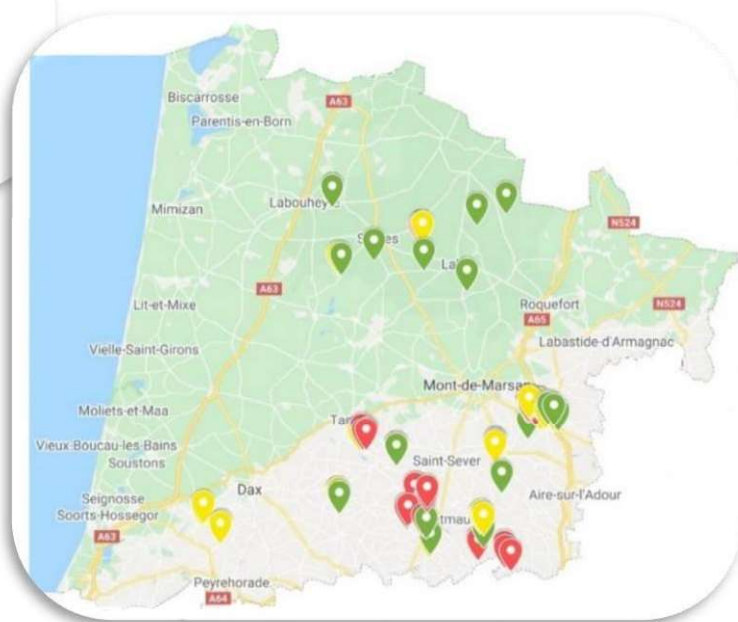 Biscarrosse
A63
Parentis-en-Born
Labouhey
Mimizan
N524
A63
Lit-et-Mixe
Roquefort
N524
A65
Vielle-Saint-Girons
Labastide-d'Armagnac
Mont-de-Marsan
Moliets-et-Maa
Vieux-Boucau-les-Bains
Saint-Sever
Soustons
Dax
Seignosse
Aire-sur-l'Adour
Soorts-Hossegor
A63
Peyrehorade
A64